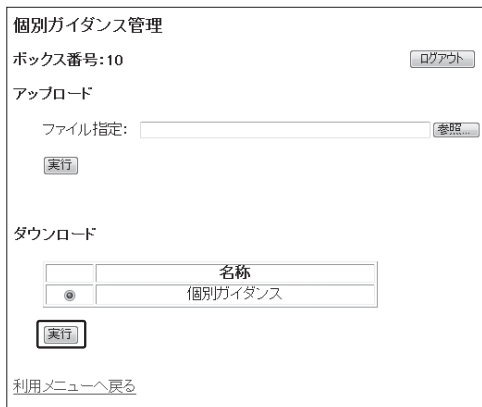 個別ガイダンス管理
ボックス番号:10
ログアウト
アップロード
ファイル指定:
参照...
実行
ダウンロード
名称
個別ガイダンス
実行
利用メニューへ戻る